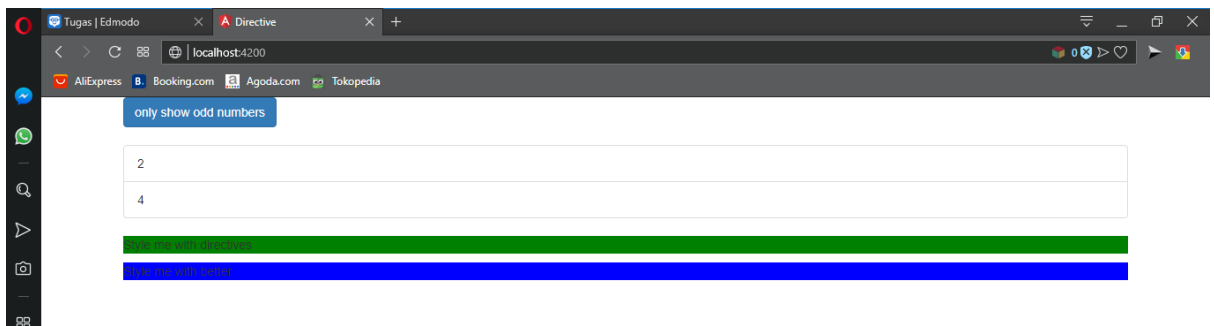 Tugas | Edmodo Directive
localhost:4200 0
AliExpress B. Booking.com a Agoda.com Tokopedia
only show odd numbers
2
4
Style me with directives
Style me with better